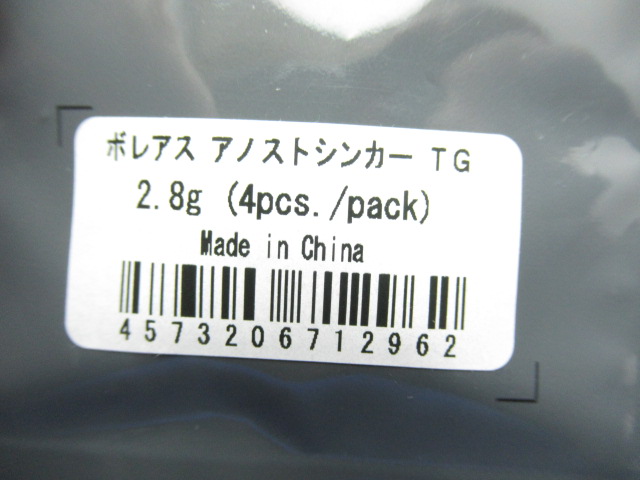 ボレアス アノストシンカー TG
2.8g (4pcs./pack)
Made in China
4573206712962